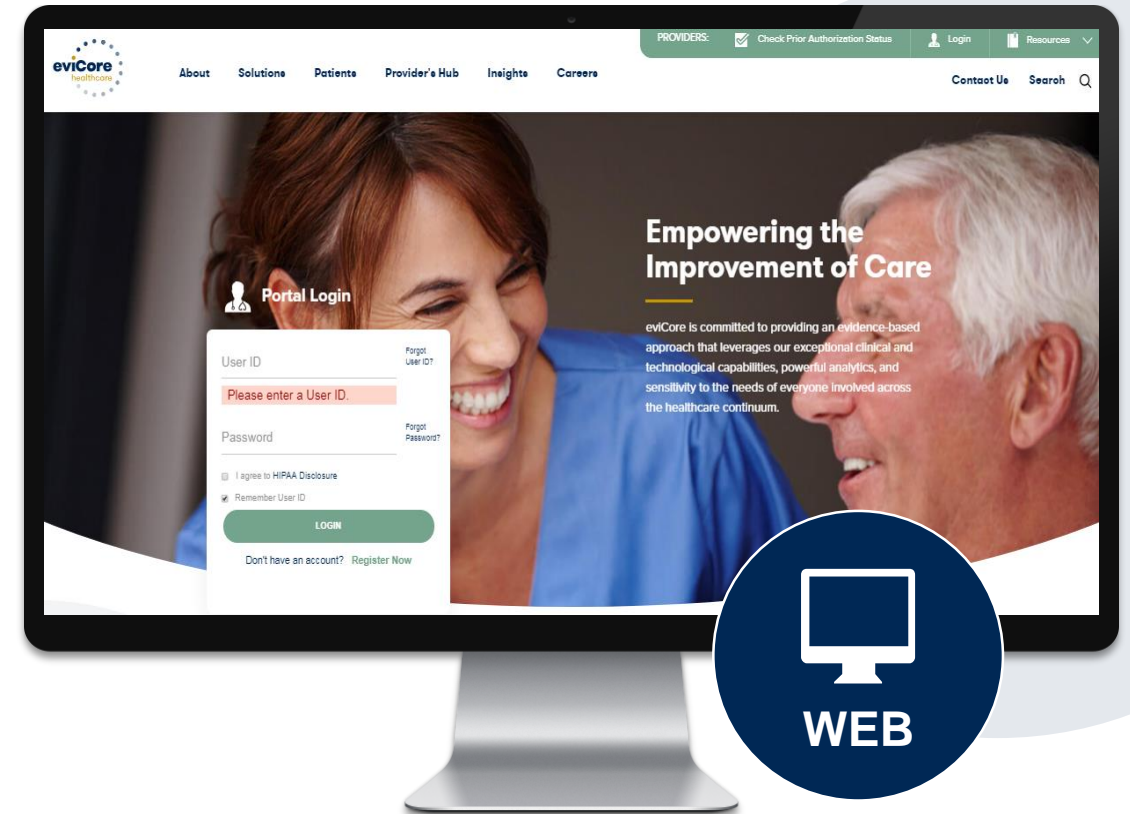 PROVIDERS: Check Prior Authorization Status Login Resources
eviCore
healthcare
About Solutions Patients Provider's Hub Insights Careers
Contact Us Search
Empowering the
Improvement of Care
eviCore is committed to providing an evidence-based
approach that leverages our exceptional clinical and
technological capabilities, powerful analytics, and
sensitivity to the needs of everyone involved across
the healthcare continuum.
Portal Login
User ID
Forgot
User ID?
Please enter a User ID.
Password
Forgot
Password?
I agree to HIPAA Disclosure
Remember User ID
LOGIN
Don't have an account? Register Now
WEB